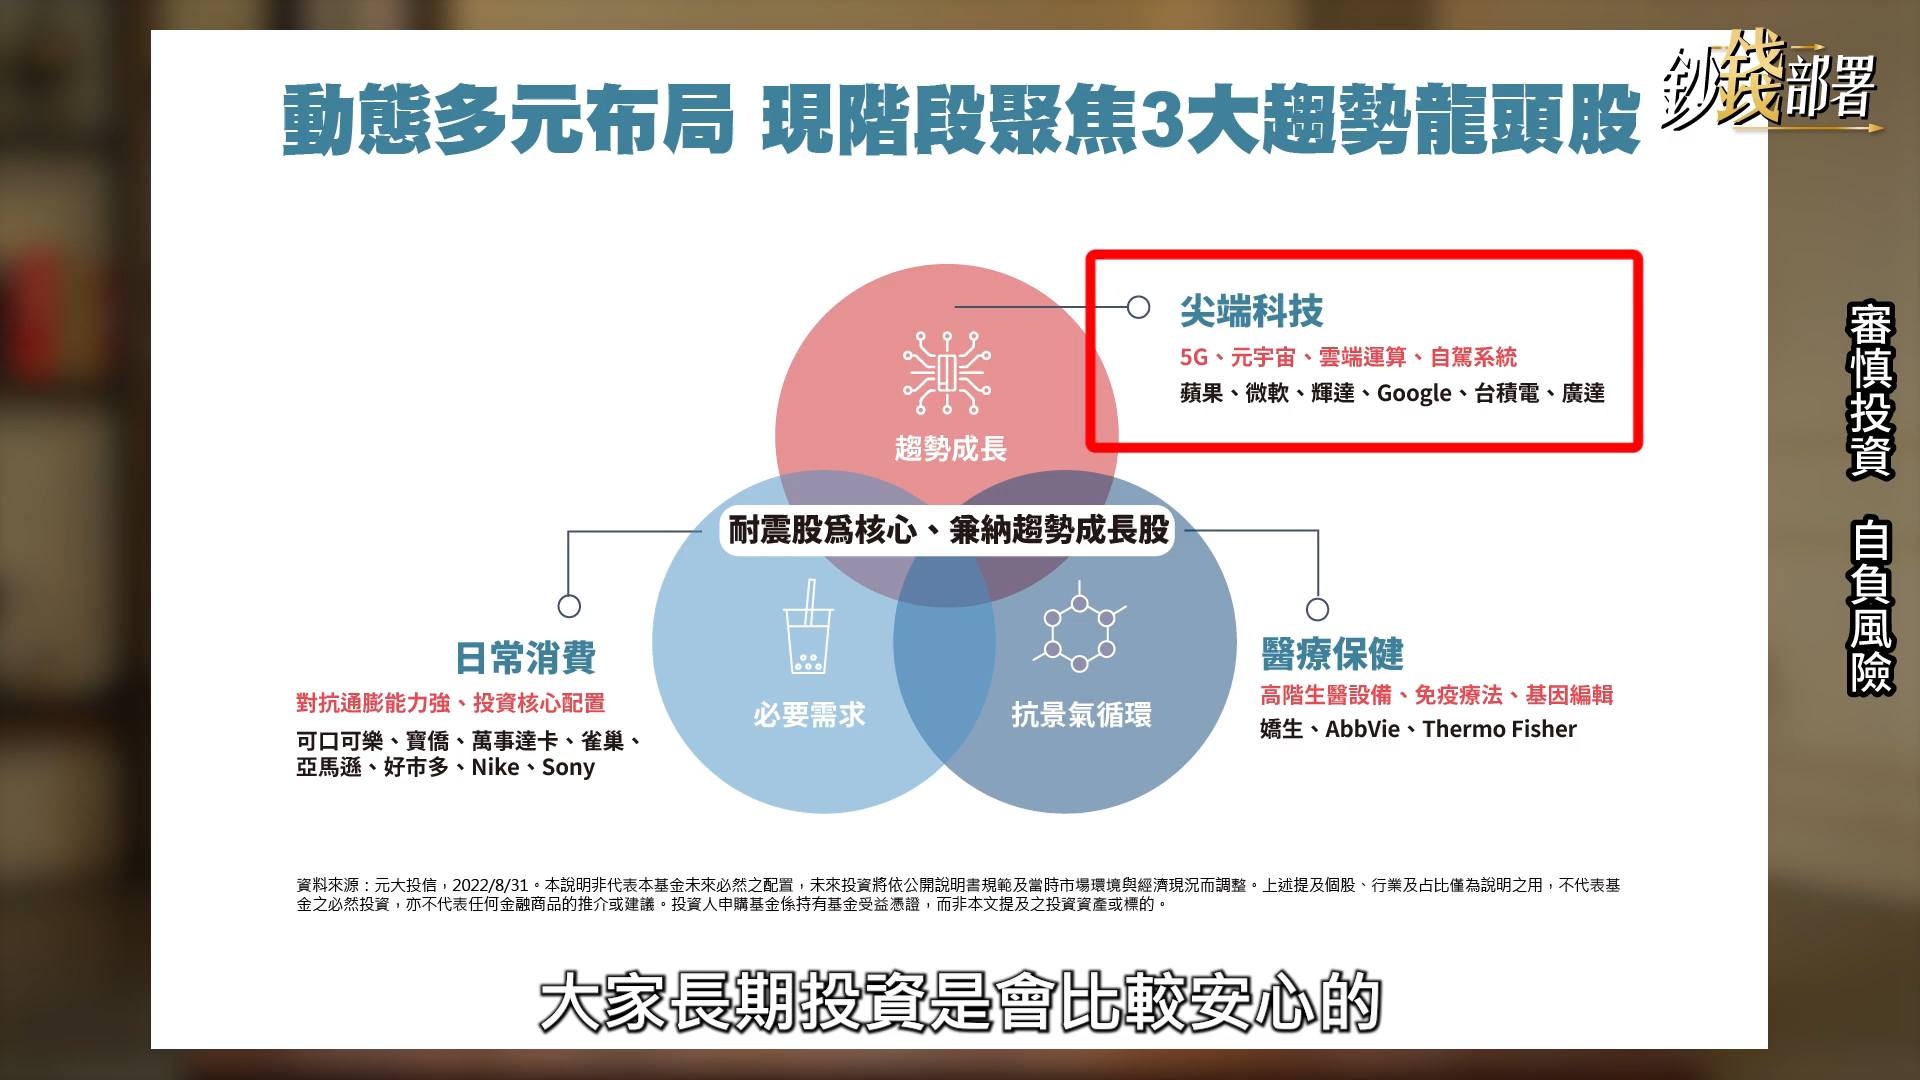 動態多元布局 現階段聚焦3大趨勢龍頭股
鈔錢部署
尖端科技
5G、元宇宙、雲端運算、自駕系統
蘋果、微軟、輝達、Google、台積電、廣達
趨勢成長
耐震股為核心、兼納趨勢成長股
日常消費
對抗通膨能力強、投資核心配置
可口可樂、寶僑、萬事達卡、雀巢、
亞馬遜、好市多、Nike、Sony
必要需求
抗景氣循環
醫療保健
高階生醫設備、免疫療法、基因編輯
嬌生、AbbVie、Thermo Fisher
資料來源：元大投信，2022/8/31。本說明非代表本基金未來必然之配置，未來投資將依公開說明書規範及當時市場環境與經濟現況而調整。上述提及個股、行業及占比僅為說明之用，不代表基
金之必然投資，亦不代表任何金融商品的推介或建議。投資人申購基金係持有基金受益憑證，而非本文提及之投資資產或標的。
大家長期投資是會比較安心的
審慎投資 自負風險